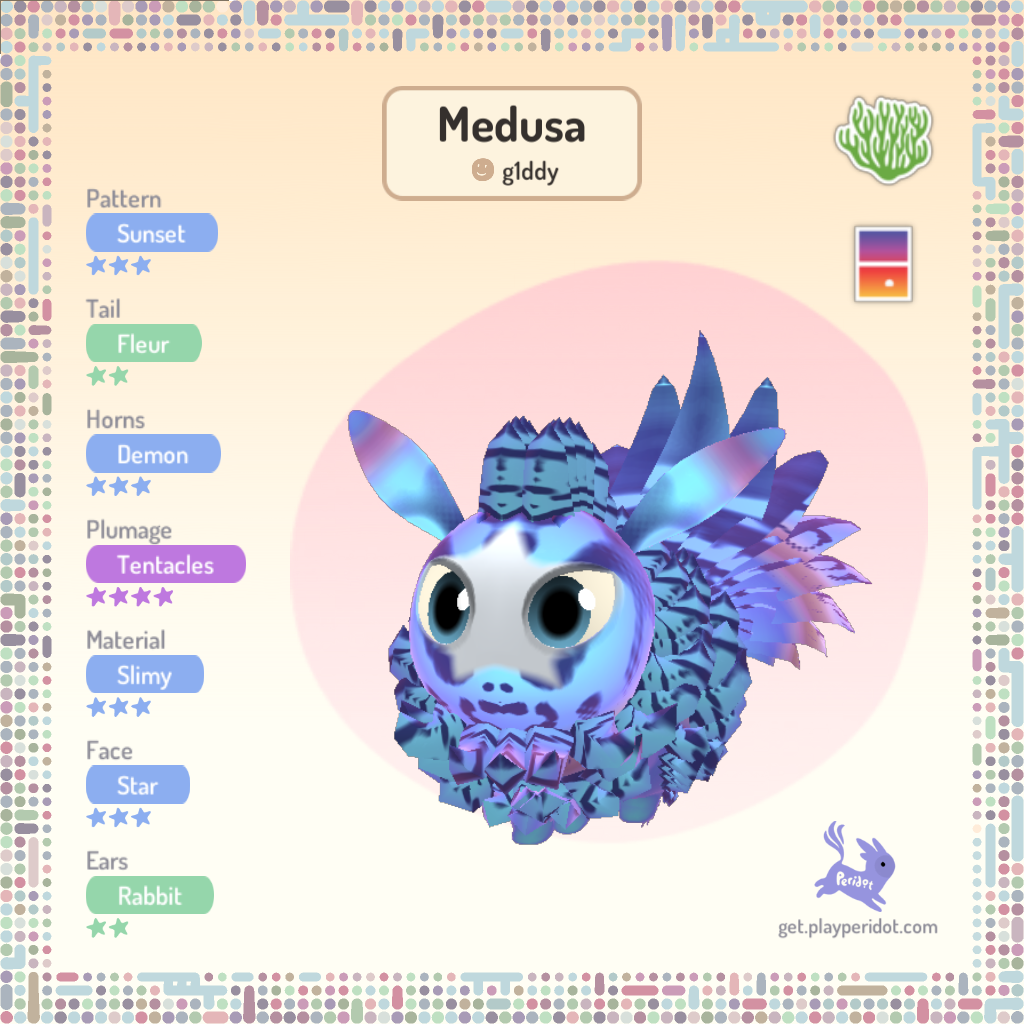 Medusa
g1ddy
Pattern
Sunset
Tail
Fleur
Horns
Demon
Plumage
Tentacles
Material
Slimy
Face
Star
Ears
Rabbit
Peridot
get.playperidot.com